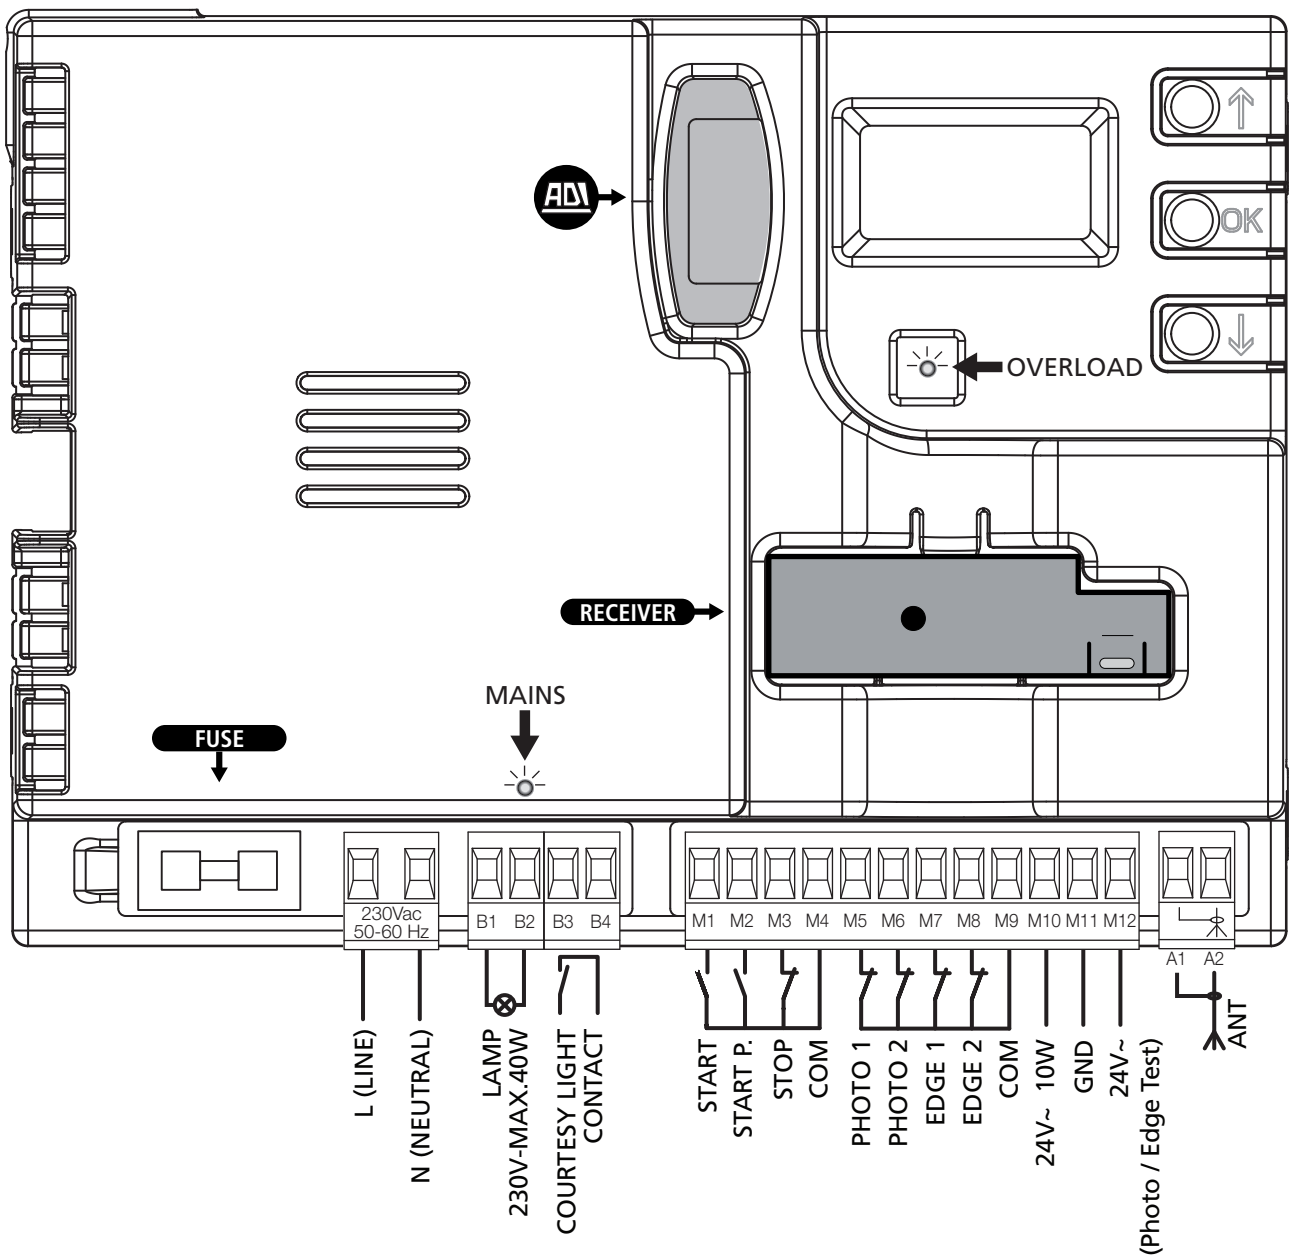 ADI
OK
OVERLOAD
RECEIVER
MAINS
FUSE
230Vac
50-60 Hz
B1 B2 B3 B4
M1 M2 M3 M4 M5 M6 M7 M8 M9 M10 M11 M12
A1 A2
L (LINE)
N (NEUTRAL)
LAMP
230V-MAX.40W
COURTESY LIGHT
CONTACT
START
START P.
STOP
COM
PHOTO 1
PHOTO 2
EDGE 1
EDGE 2
COM
24V~ 10W
GND
24V~
(Photo / Edge Test)
ANT